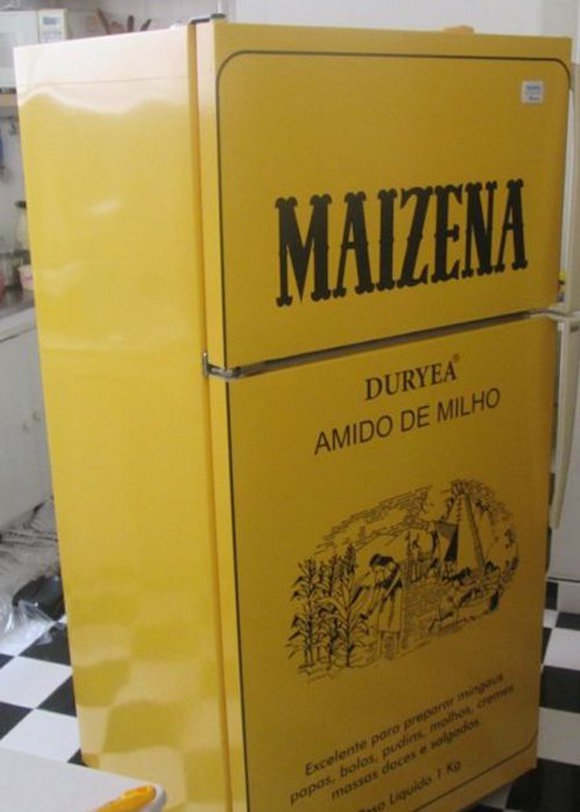 MAIZENA
DURYEA®
AMIDO DE MILHO
Excelente para preparar mingaus
papas, bolos, pudins, molhos, cremes
massas doces e salgados.
Peso Líquido 1 Kg